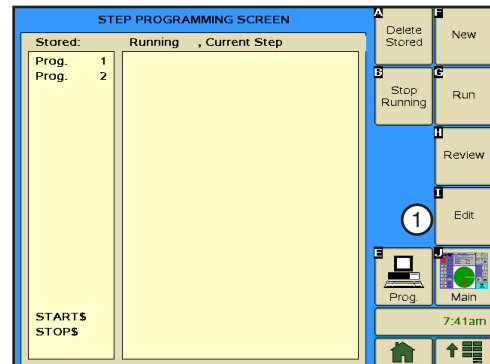 STEP PROGRAMMING SCREEN
Stored: Running , Current Step
Prog. 1
Prog. 2
START$
STOP$
A
Delete
Stored
F
New
B
Stop
Running
G
Run
H
Review
1
I
Edit
E
Prog.
J
Main
7:41am